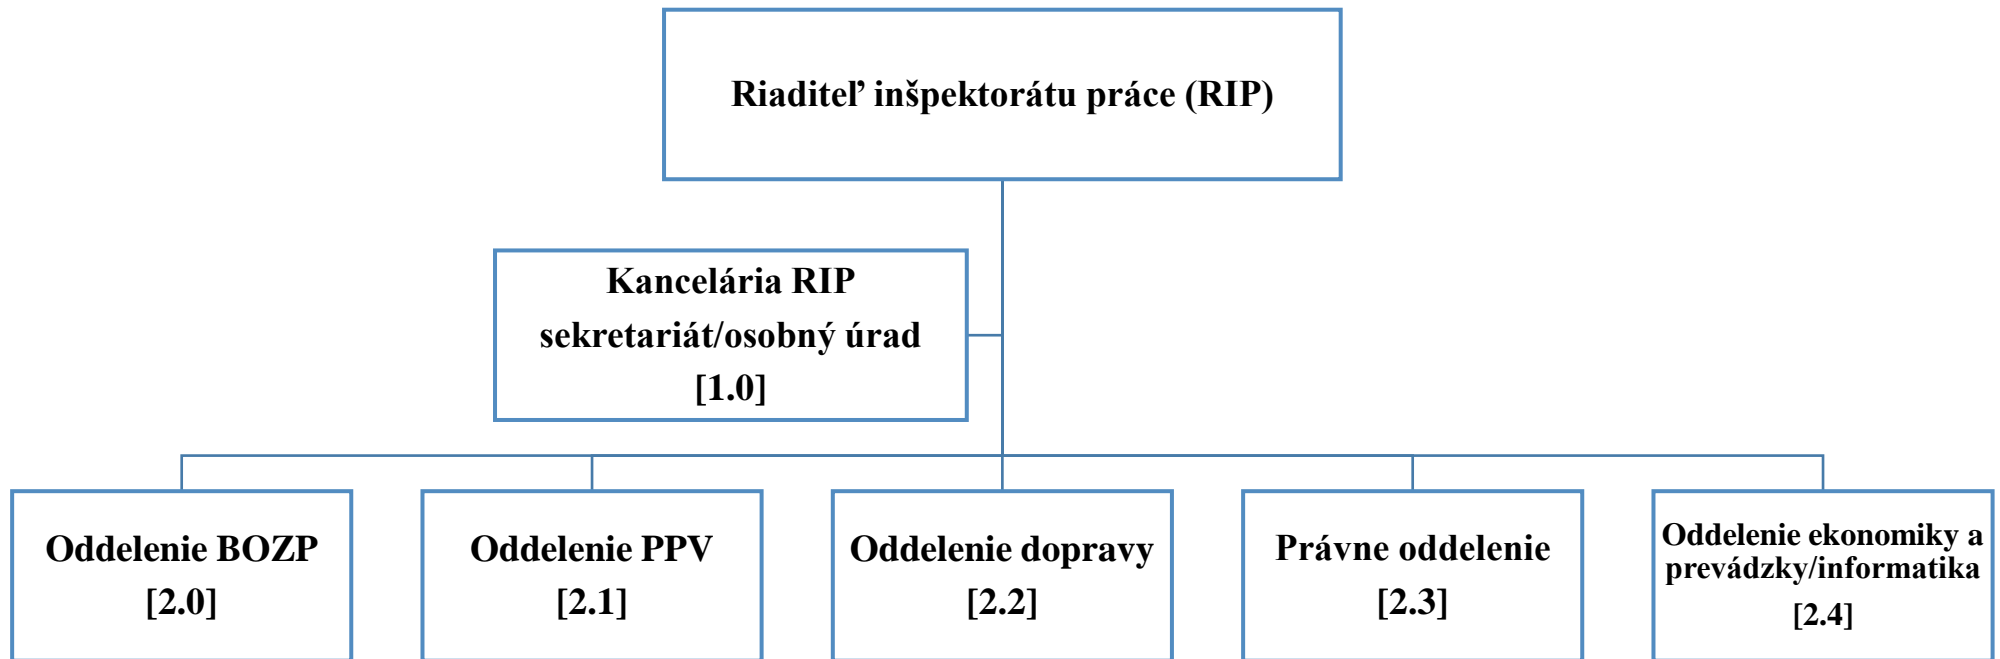 Riaditeľ inšpektorátu práce (RIP)
Kancelária RIP
sekretariát/osobný úrad
[1.0]
Oddelenie BOZP
[2.0]
Oddelenie PPV
[2.1]
Oddelenie dopravy
[2.2]
Právne oddelenie
[2.3]
Oddelenie ekonomiky a
prevádzky/informatika
[2.4]